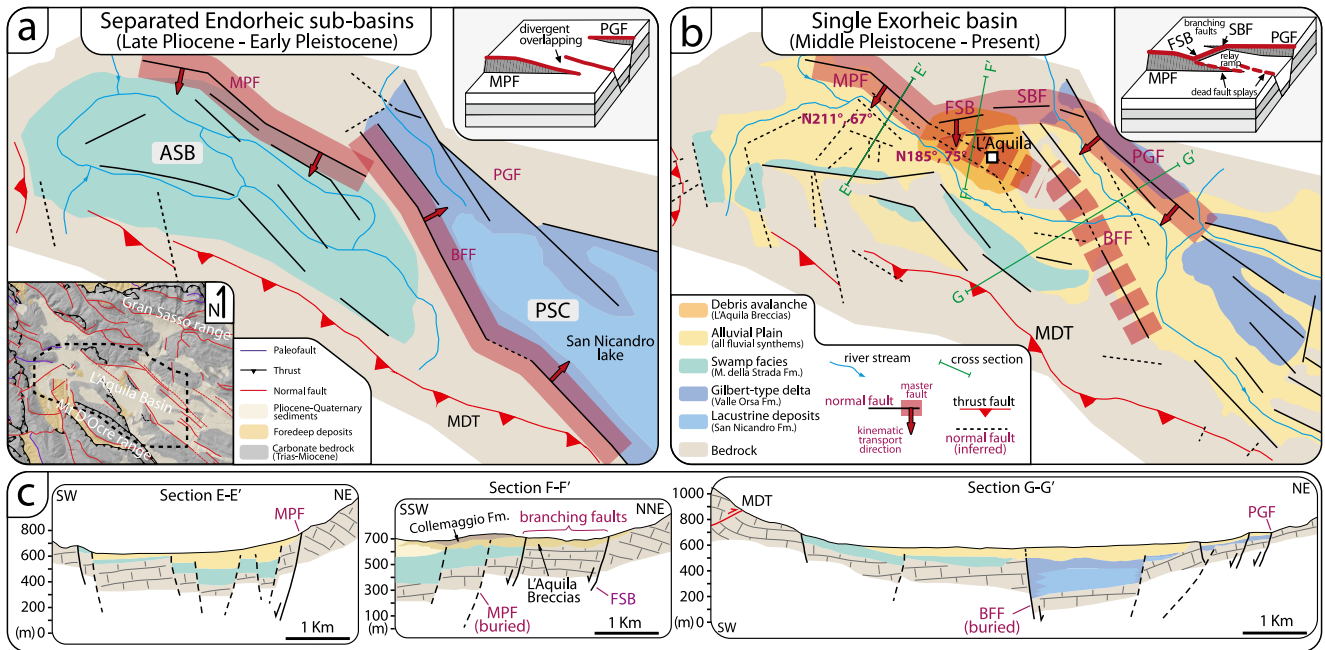 a
Separated Endorheic sub-basins
(Late Pliocene - Early Pleistocene)
divergent
overlapping
PGF
MPF
MPF
ASB
PGF
BFF
PSC
San Nicandro
lake
MDT
N
Gran Sasso range
L'Aquila Basin
Mt D'Ocre range
Paleofault
Thrust
Normal fault
Pliocene-Quaternary
sediments
Foredeep deposits
Carbonate bedrock
(Trias-Miocene)
b
Single Exorheic basin
(Middle Pleistocene - Present)
branching
faults
FSB
SBF
PGF
relay
ramp
MPF
dead fault splays
MPF
E'
F'
FSB
SBF
N211°, 67°
L'Aquila
N185°, 75°
PGF
G'
E
F
BFF
G
MDT
Debris avalanche
(L'Aquila Breccias)
Alluvial Plain
(all fluvial synthems)
Swamp facies
(M. della Strada Fm.)
Gilbert-type delta
(Valle Orsa Fm.)
Lacustrine deposits
(San Nicandro Fm.)
Bedrock
river stream
cross section
normal fault
master
fault
thrust fault
kinematic
transport
direction
normal fault
(inferred)
c
SW
Section E-E'
NE
MPF
800
600
400
200
(m) 0
1 Km
Section F-F'
SSW
NNE
Collemaggio Fm.
branching faults
700
500
300
100
(m)
L'Aquila
Breccias
MPF
(buried)
FSB
1 Km
Section G-G'
NE
1000
MDT
PGF
800
600
400
200
(m) 0
SW
BFF
(buried)
1 Km